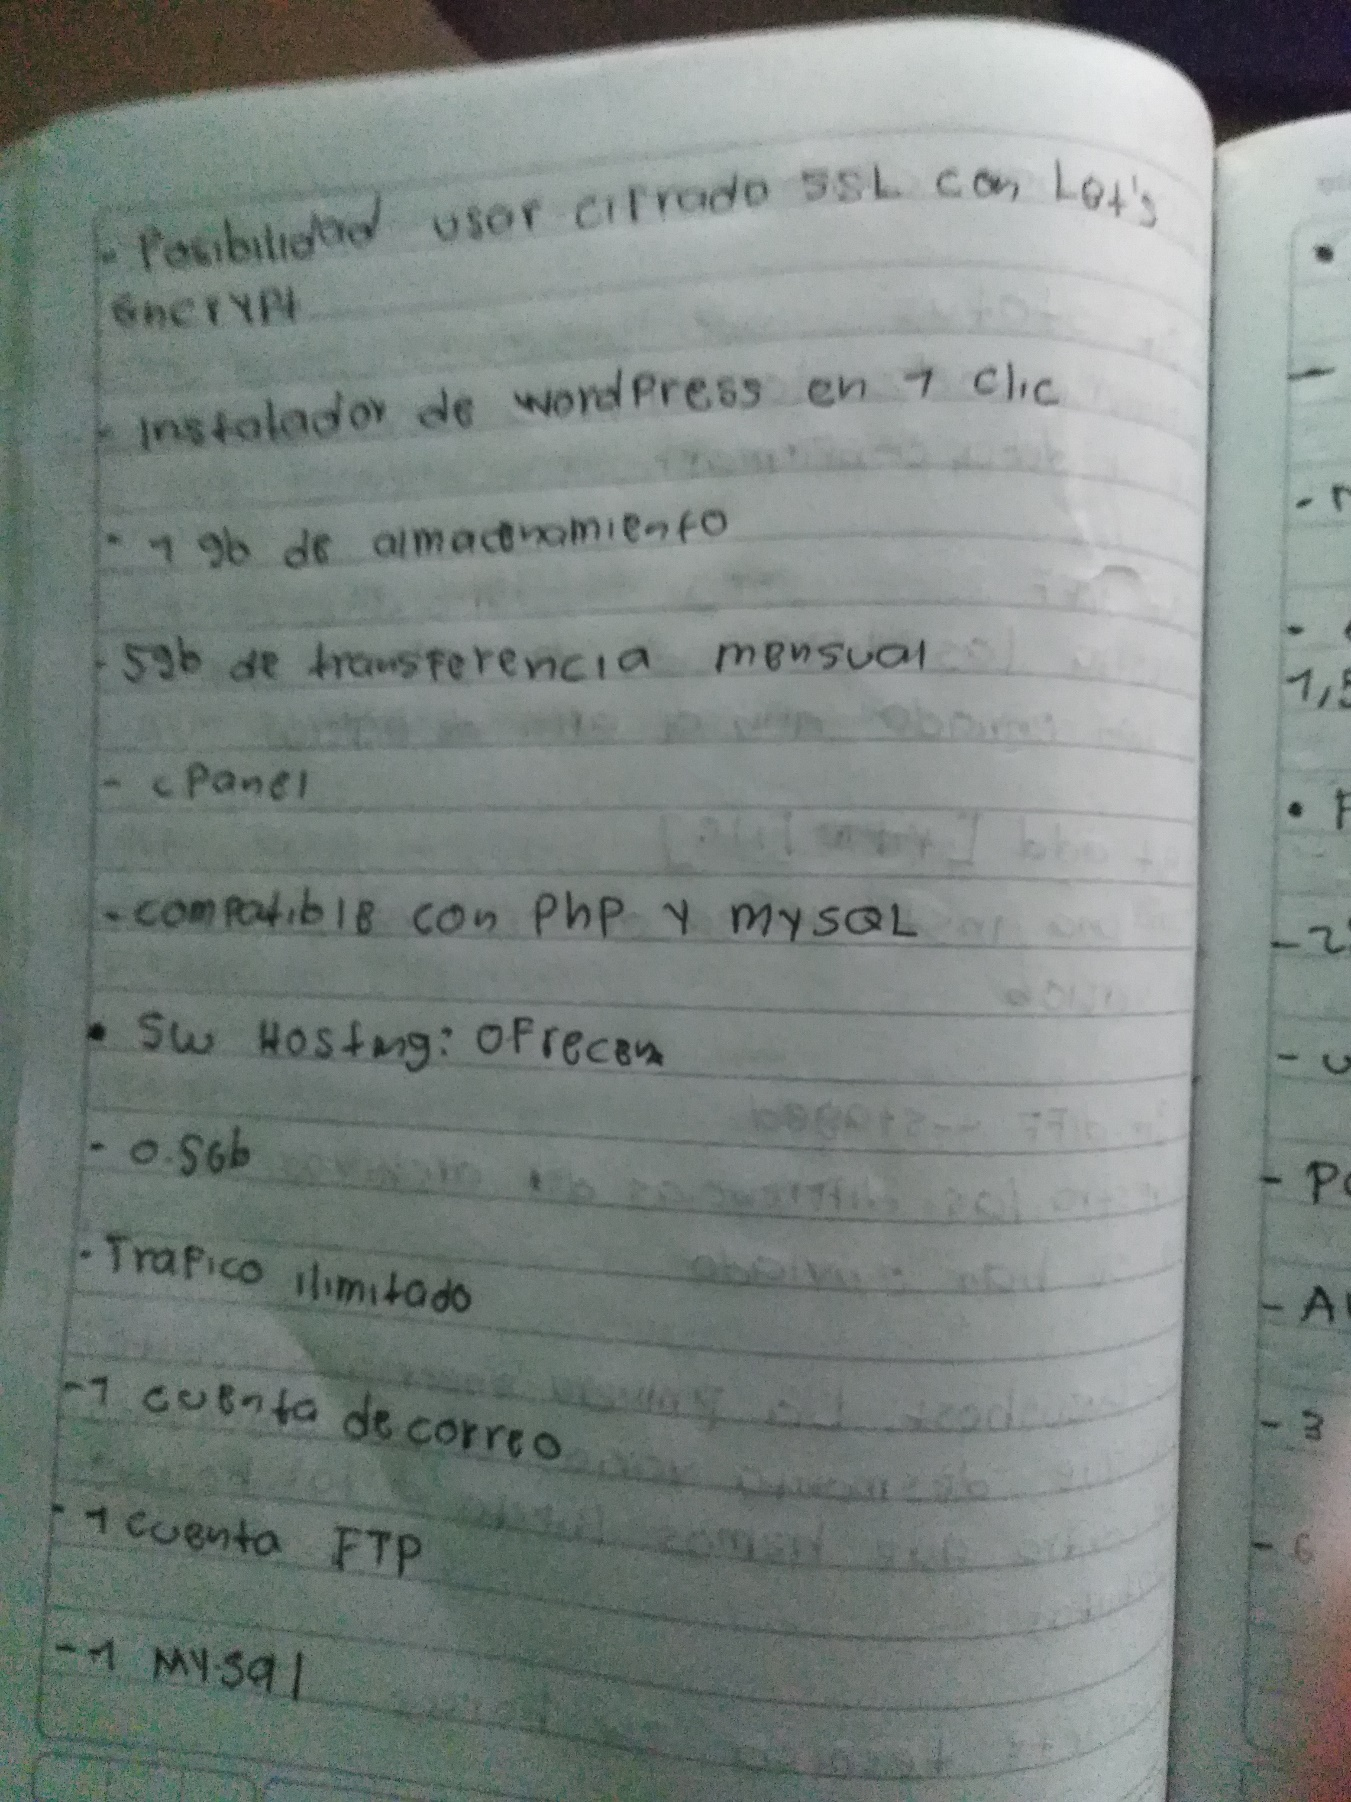 - Posibilidad usar cifrado SSL con Let's
Encrypt
- Instalador de wordPress en 1 clic
- 1 gb de almacenamiento
- 5gb de transferencia mensual
- cPanel
- compatible con Php y MySQL
• SW Hosting: Ofrecen
- 0.5Gb
- Trafico ilimitado
- 1 cuenta de correo
- 1 cuenta FTP
- 1 MYSql